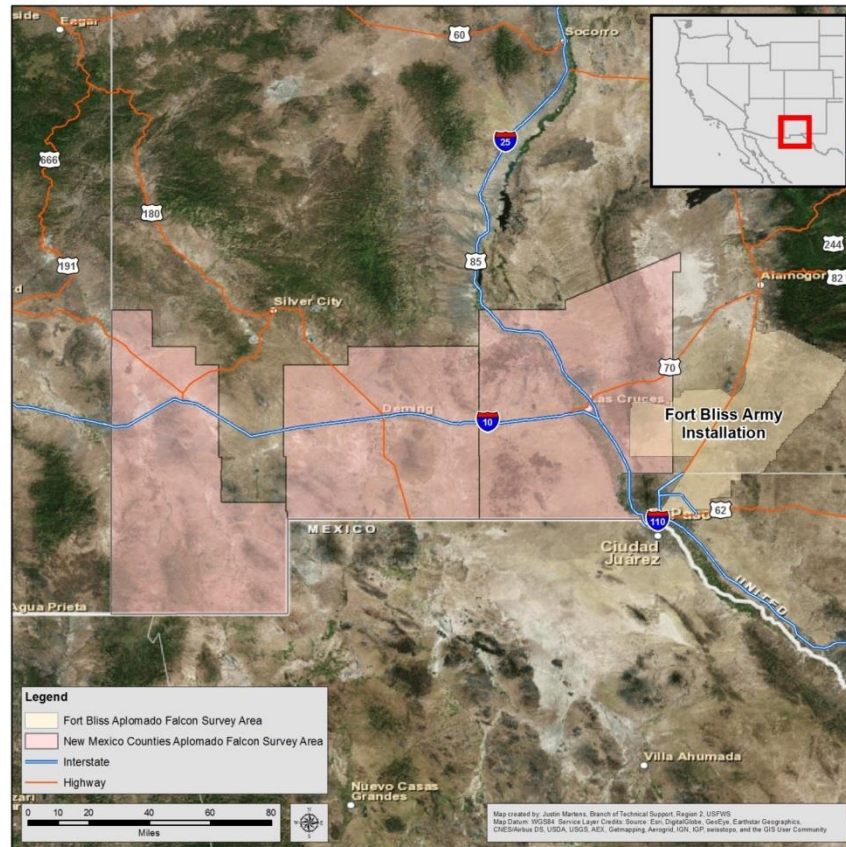 side
Eagar
60
Socorro
25
666
180
85
191
244
82
Alamogor
d
Silver City
70
Deming
Las Cruces
10
Fort Bliss Army
Installation
62
MEXICO
110
Ciudad
Juárez
UNITED
Agua Prieta
Villa Ahumada
Nuevo Casas
Grandes
zari
Legend
Fort Bliss Aplomado Falcon Survey Area
New Mexico Counties Aplomado Falcon Survey Area
Interstate
Highway
0 10 20 40 60 80
Miles
Map created by: Justin Martens, Branch of Technical Support, Region 2, USFWS
Map Datum: WGS84 Service Layer Credits: Source: Esri, DigitalGlobe, GeoEye, Earthstar Geographics,
CNES/Airbus DS, USDA, USGS, AEX, Getmapping, Aerogrid, IGN, IGP, swisstopo, and the GIS User Community